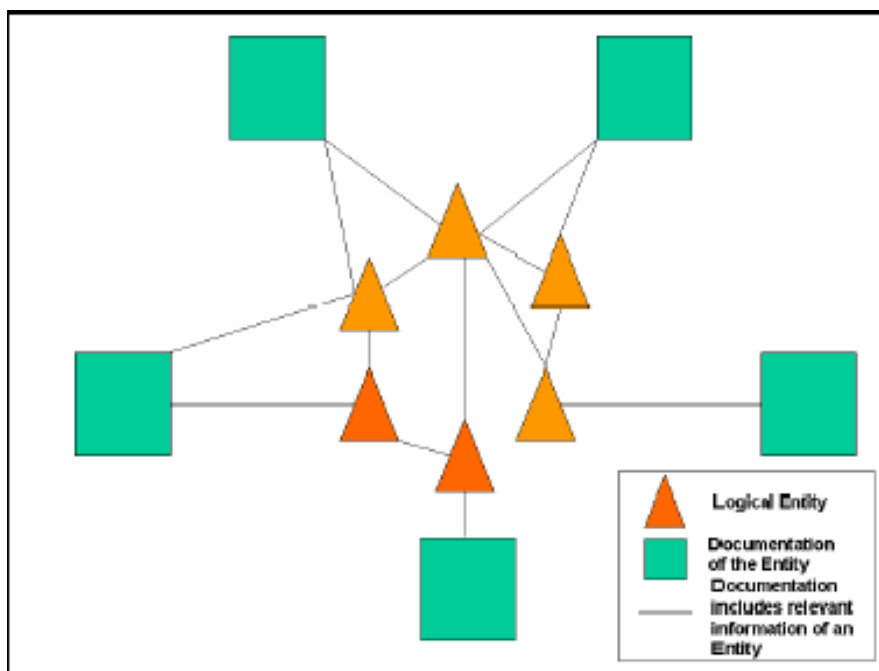 Logical Entity
Documentation
of the Entity
Documentation
includes relevant
information of an
Entity